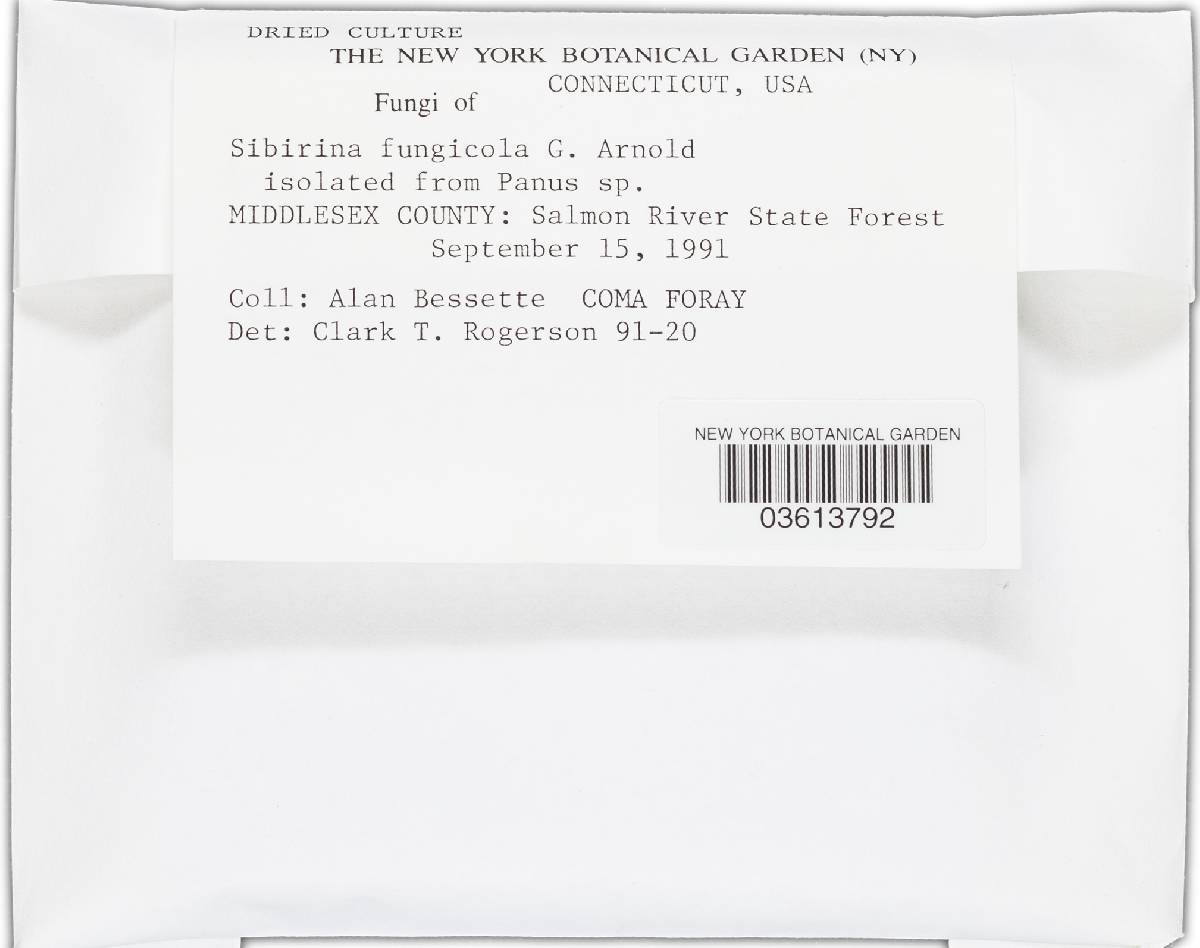 DRIED CULTURE
THE NEW YORK BOTANICAL GARDEN (NY)
CONNECTICUT, USA
Fungi of
Sibirina fungicola G. Arnold
isolated from Panus sp.
MIDDLESEX COUNTY: Salmon River State Forest
September 15, 1991
Coll: Alan Bessette COMA FORAY
Det: Clark T. Rogerson 91-20
NEW YORK BOTANICAL GARDEN
03613792